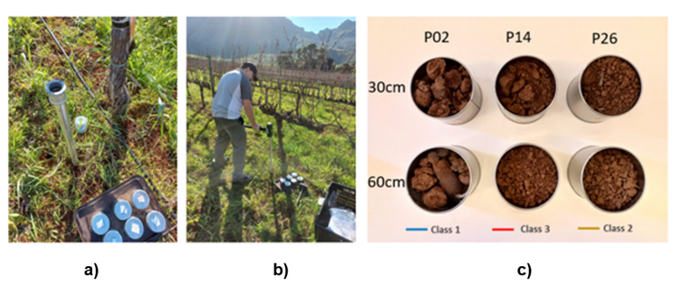 P02 P14 P26
30cm
60cm
Class 1 Class 3 Class 2
a) b) c)